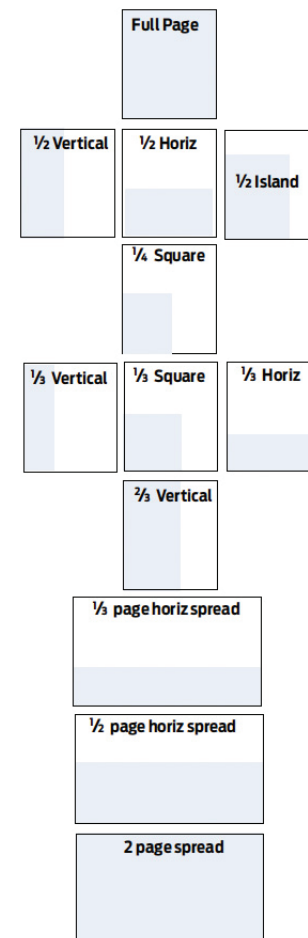 Full Page
½ Vertical
½ Horiz
½ Island
¼ Square
⅓ Vertical
⅓ Square
⅓ Horiz
⅔ Vertical
⅓ page horiz spread
½ page horiz spread
2 page spread